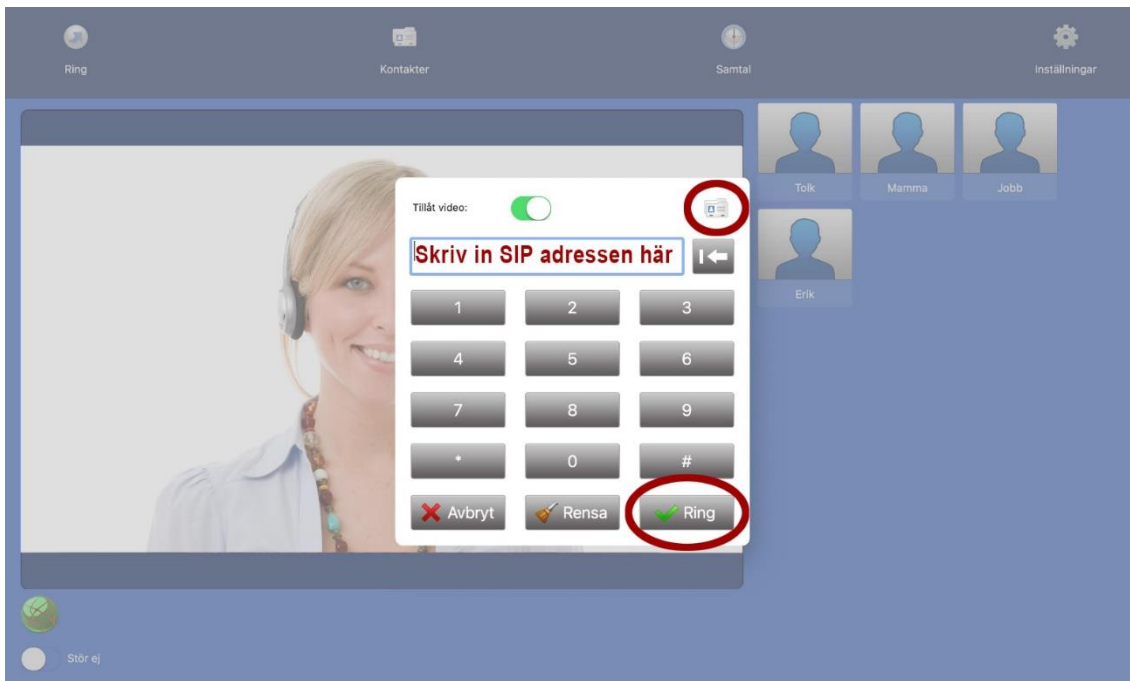 Ring
Kontakter
Samtal
Inställningar
Tolk
Mamma
Jobb
Erik
Tillåt video:
Skriv in SIP adressen här
1 2 3
4 5 6
7 8 9
* 0 #
Avbryt Rensa Ring
Stör ej